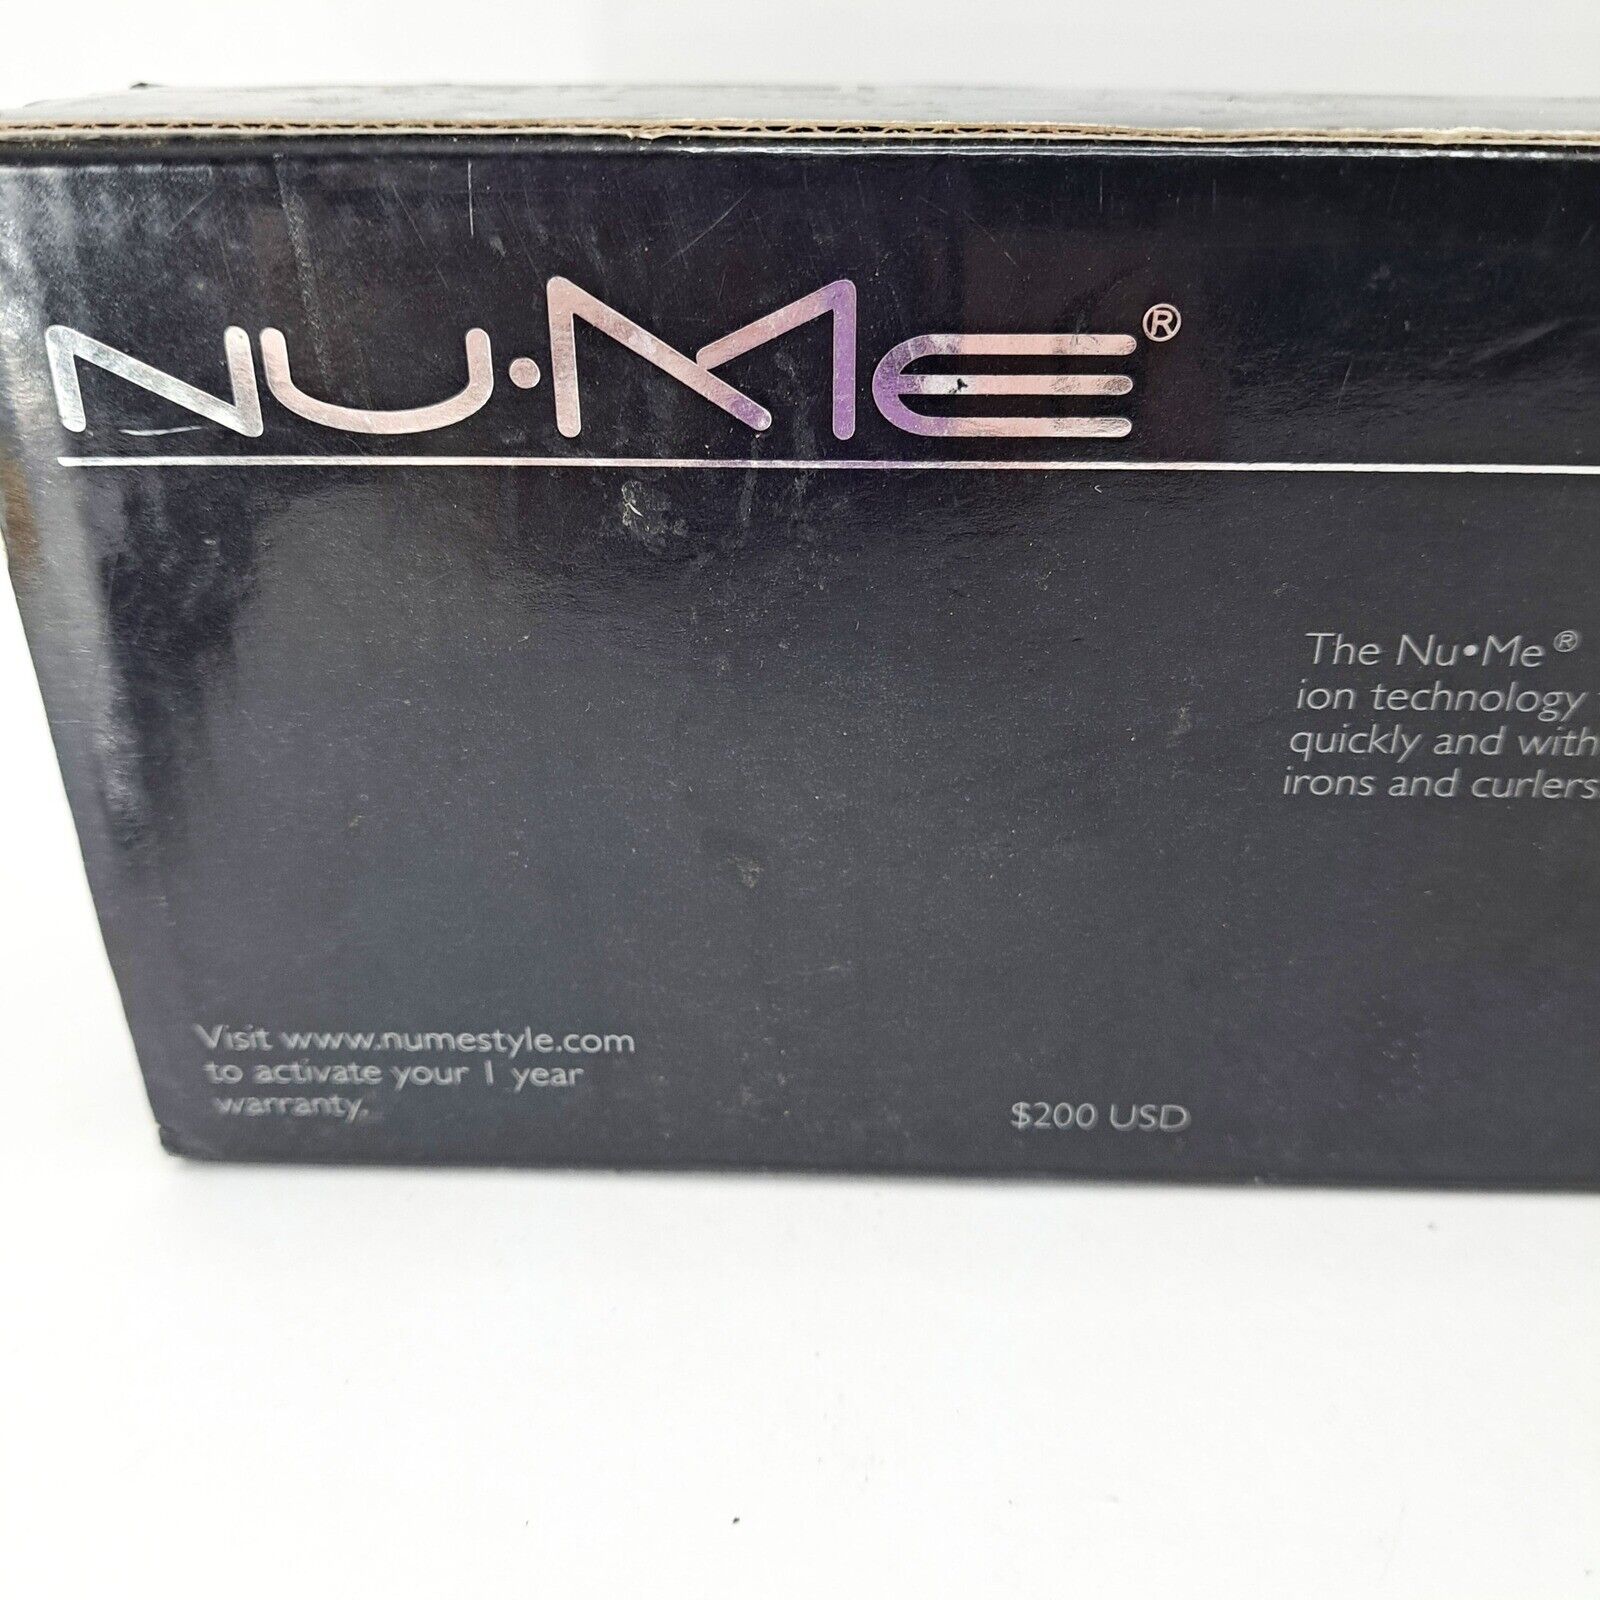 NU•ME®
The Nu•Me®
ion technology
quickly and with
irons and curlers.
Visit www.numestyle.com
to activate your 1 year
warranty.
$200 USD